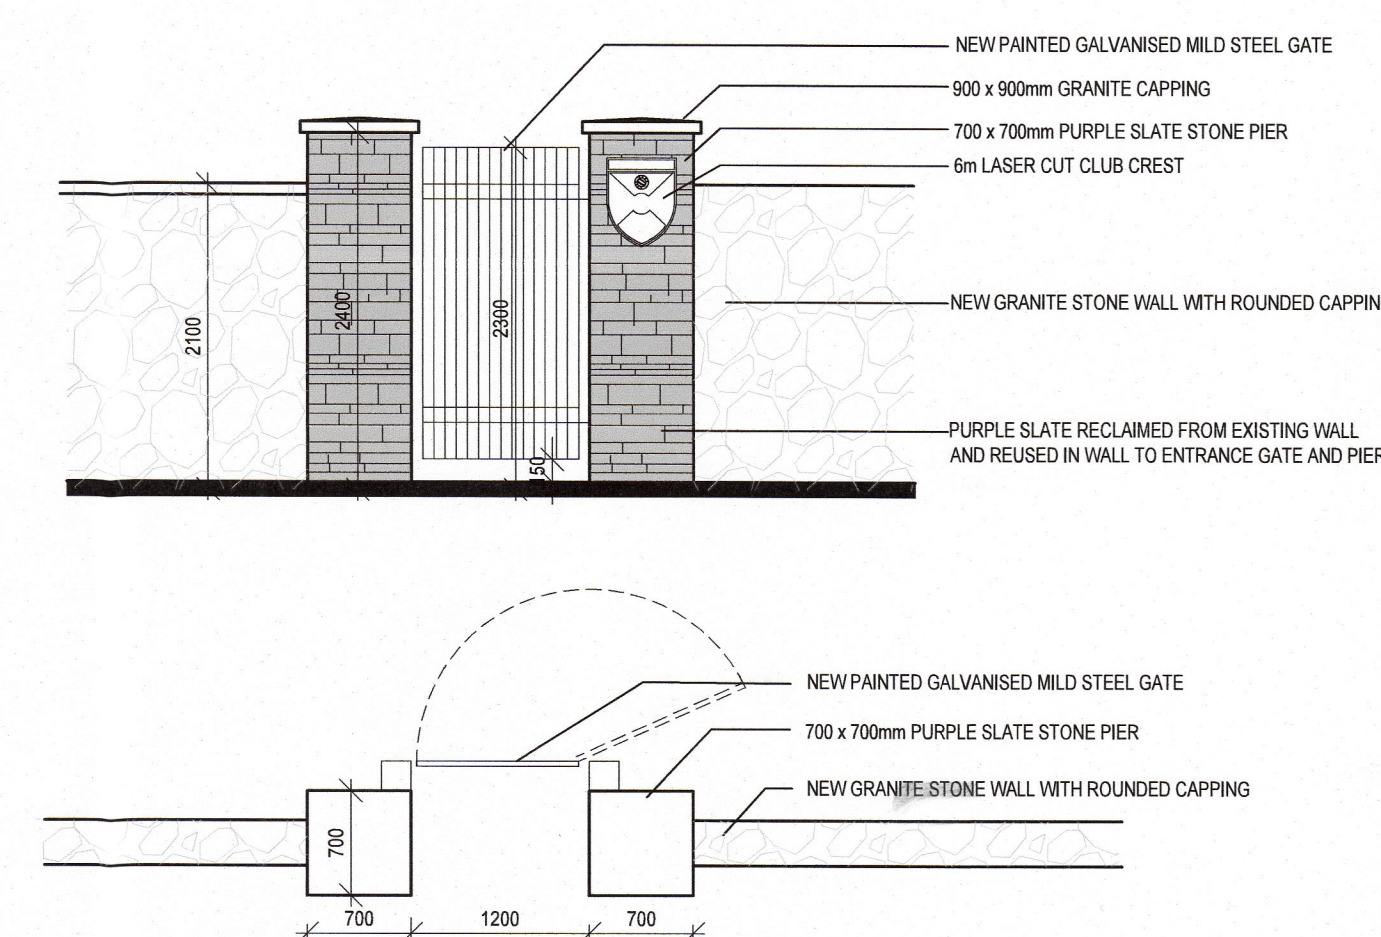 NEW PAINTED GALVANISED MILD STEEL GATE
900 x 900mm GRANITE CAPPING
700 x 700mm PURPLE SLATE STONE PIER
6m LASER CUT CLUB CREST
2400
2300
2100
NEW GRANITE STONE WALL WITH ROUNDED CAPPIN
PURPLE SLATE RECLAIMED FROM EXISTING WALL
AND REUSED IN WALL TO ENTRANCE GATE AND PIER
150
NEW PAINTED GALVANISED MILD STEEL GATE
700 x 700mm PURPLE SLATE STONE PIER
NEW GRANITE STONE WALL WITH ROUNDED CAPPING
700
700
1200
700